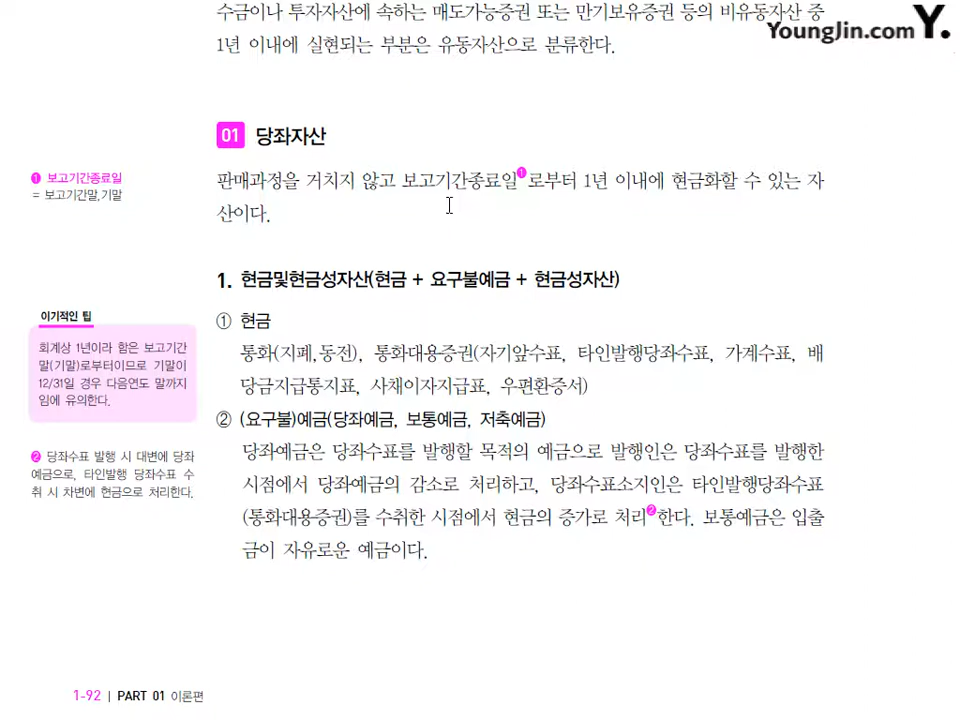 수금이나 투자자산에 속하는 매도가능증권 또는 만기보유증권 등의 비유동자산 중
1년 이내에 실현되는 부분은 유동자산으로 분류한다.
YoungJin.com Y.
01 당좌자산
❶ 보고기간종료일
= 보고기간말,기말
판매과정을 거치지 않고 보고기간종료일❶로부터 1년 이내에 현금화할 수 있는 자
산이다.
1. 현금및현금성자산(현금 + 요구불예금 + 현금성자산)
① 현금
통화(지폐,동전), 통화대용증권(자기앞수표, 타인발행당좌수표, 가계수표, 배
당금지급통지표, 사채이자지급표, 우편환증서)
이기적인 팁
회계상 1년이라 함은 보고기간
말(기말)로부터이므로 기말이
12/31일 경우 다음연도 말까지
임에 유의한다.
② (요구불)예금(당좌예금, 보통예금, 저축예금)
당좌예금은 당좌수표를 발행할 목적의 예금으로 발행인은 당좌수표를 발행한
시점에서 당좌예금의 감소로 처리하고, 당좌수표소지인은 타인발행당좌수표
(통화대용증권)를 수취한 시점에서 현금의 증가로 처리❷한다. 보통예금은 입출
금이 자유로운 예금이다.
❷ 당좌수표 발행 시 대변에 당좌
예금으로, 타인발행 당좌수표 수
취 시 차변에 현금으로 처리한다.
1-92 | PART 01 이론편